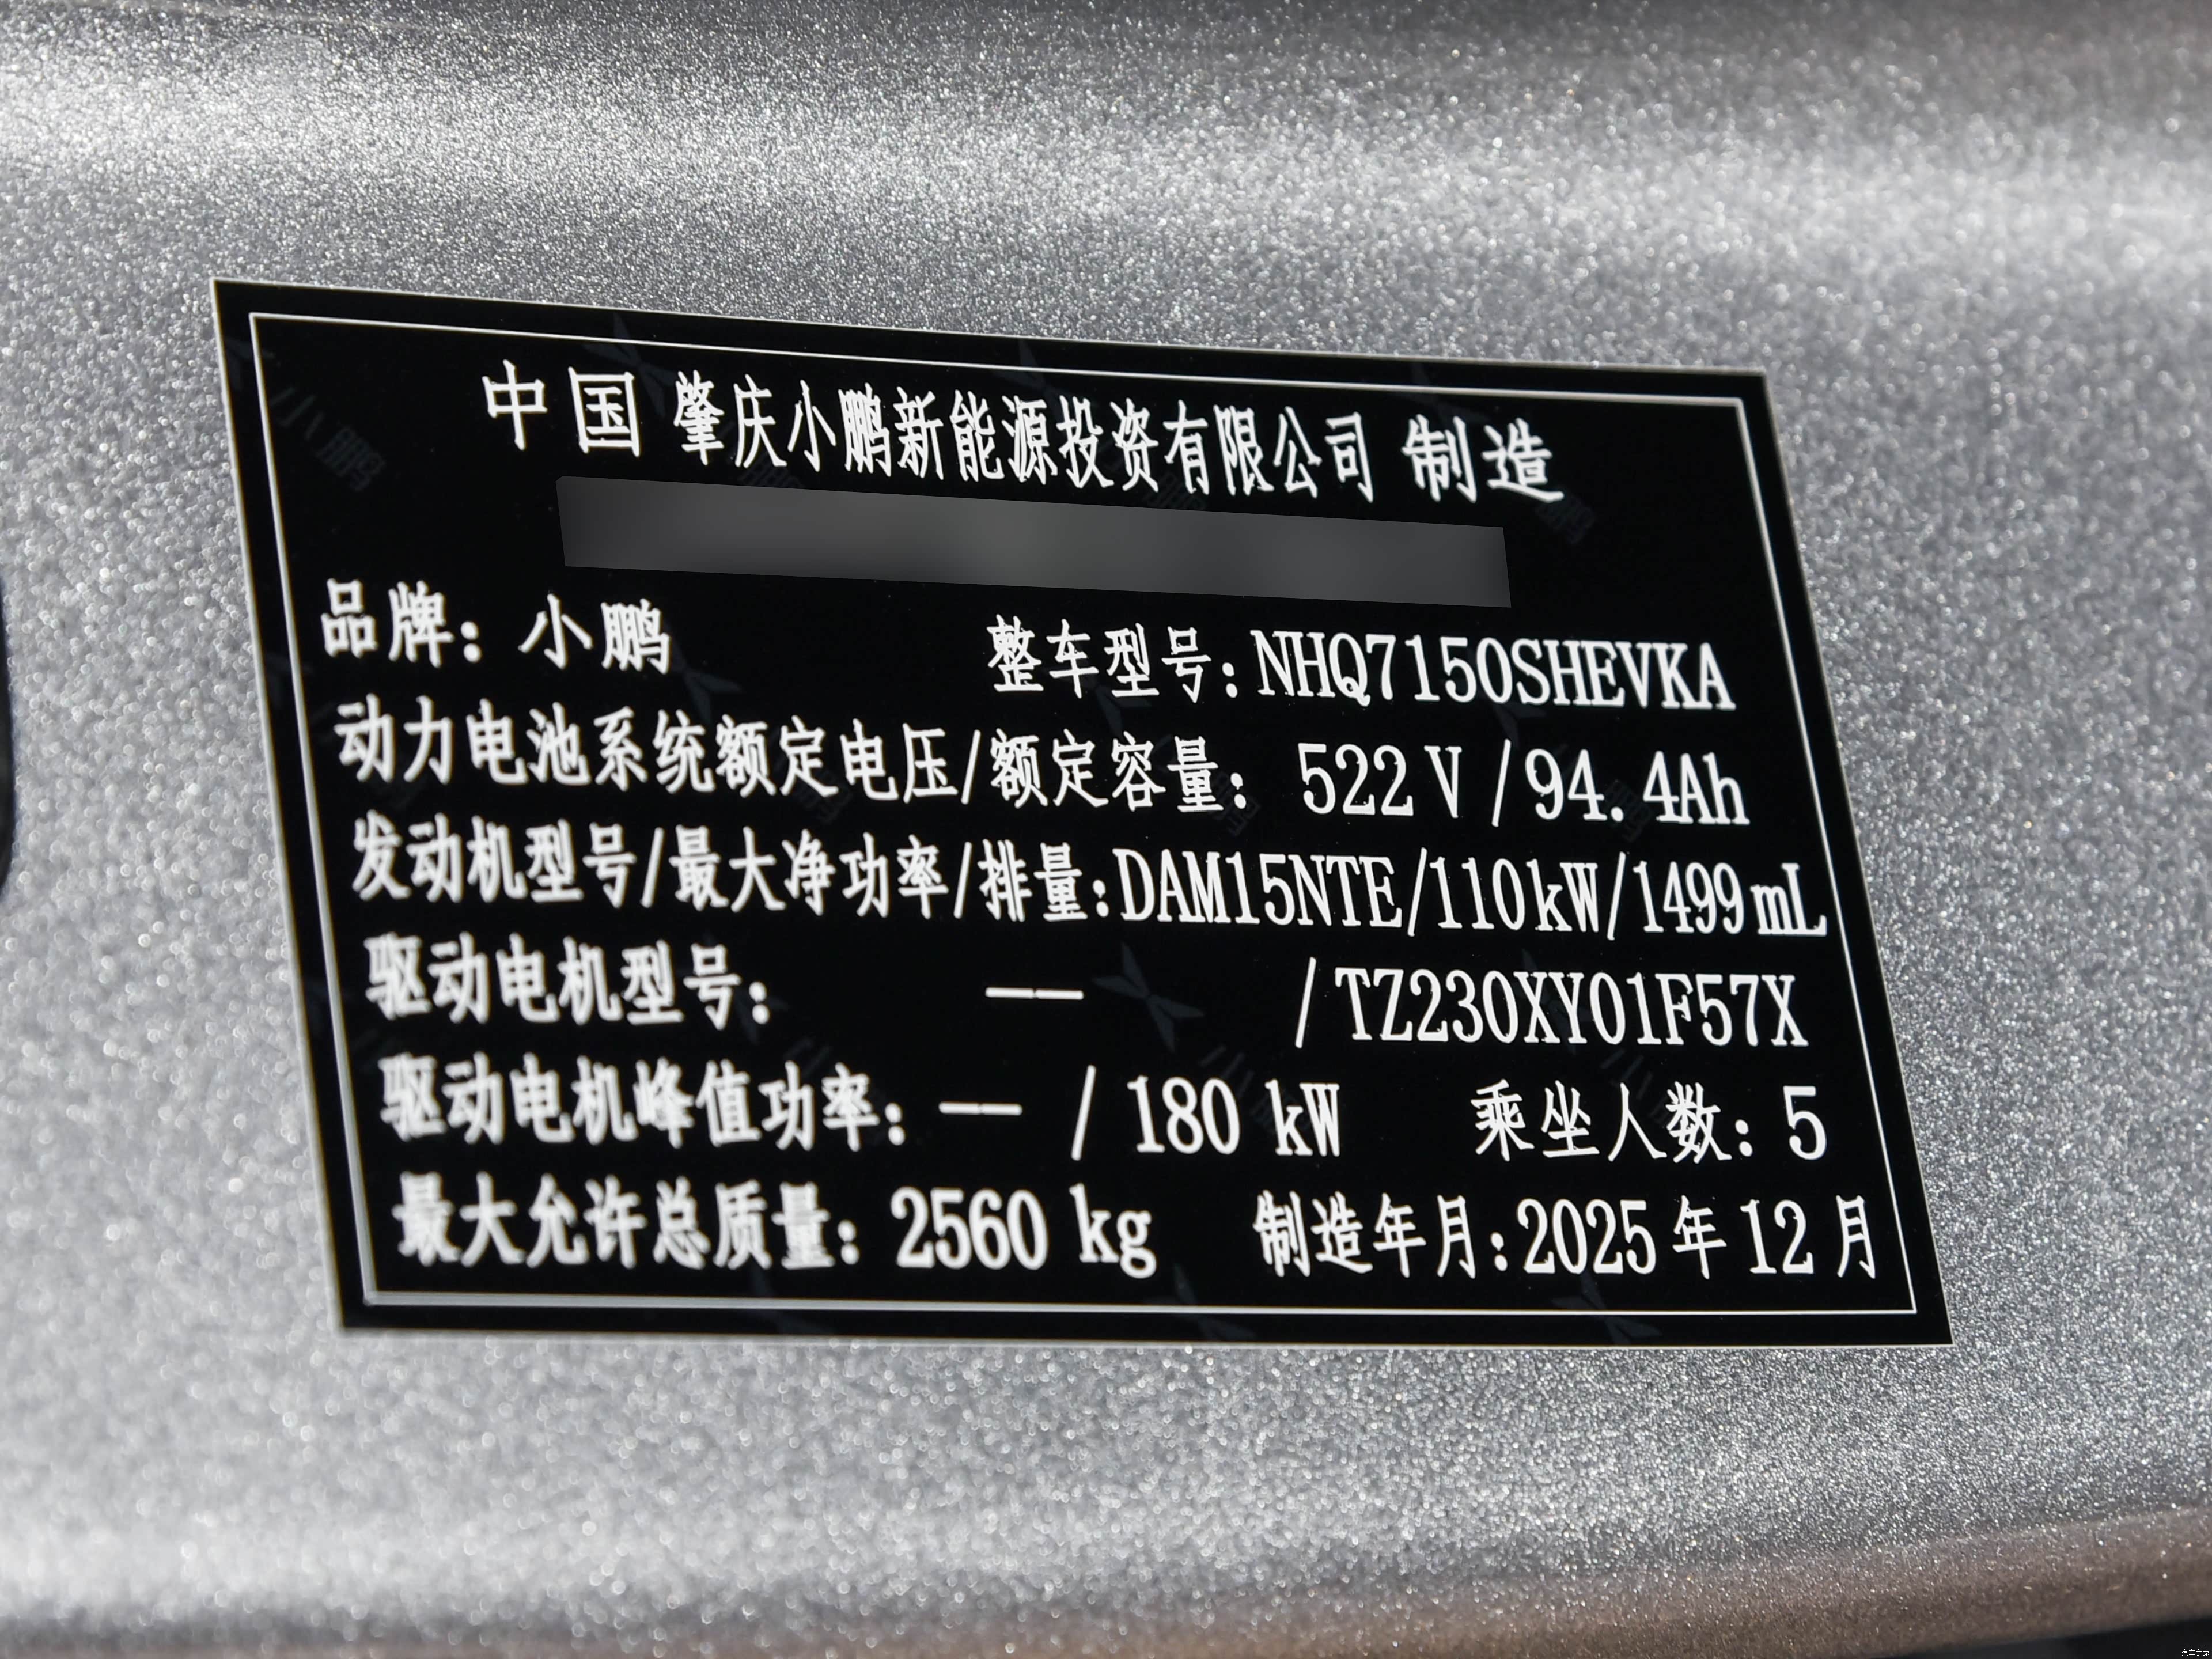 中国 肇庆小鹏新能源投资有限公司 制造
品牌：小鹏 整车型号：NHQ7150SHEVKA
动力电池系统额定电压/额定容量： 522 V / 94.4Ah
发动机型号/最大净功率/排量：DAM15NTE/110kW/1499mL
驱动电机型号： —— / TZ230XY01F57X
驱动电机峰值功率：—— / 180 kW 乘坐人数：5
最大允许总质量：2560 kg 制造年月：2025年12月
汽车之家